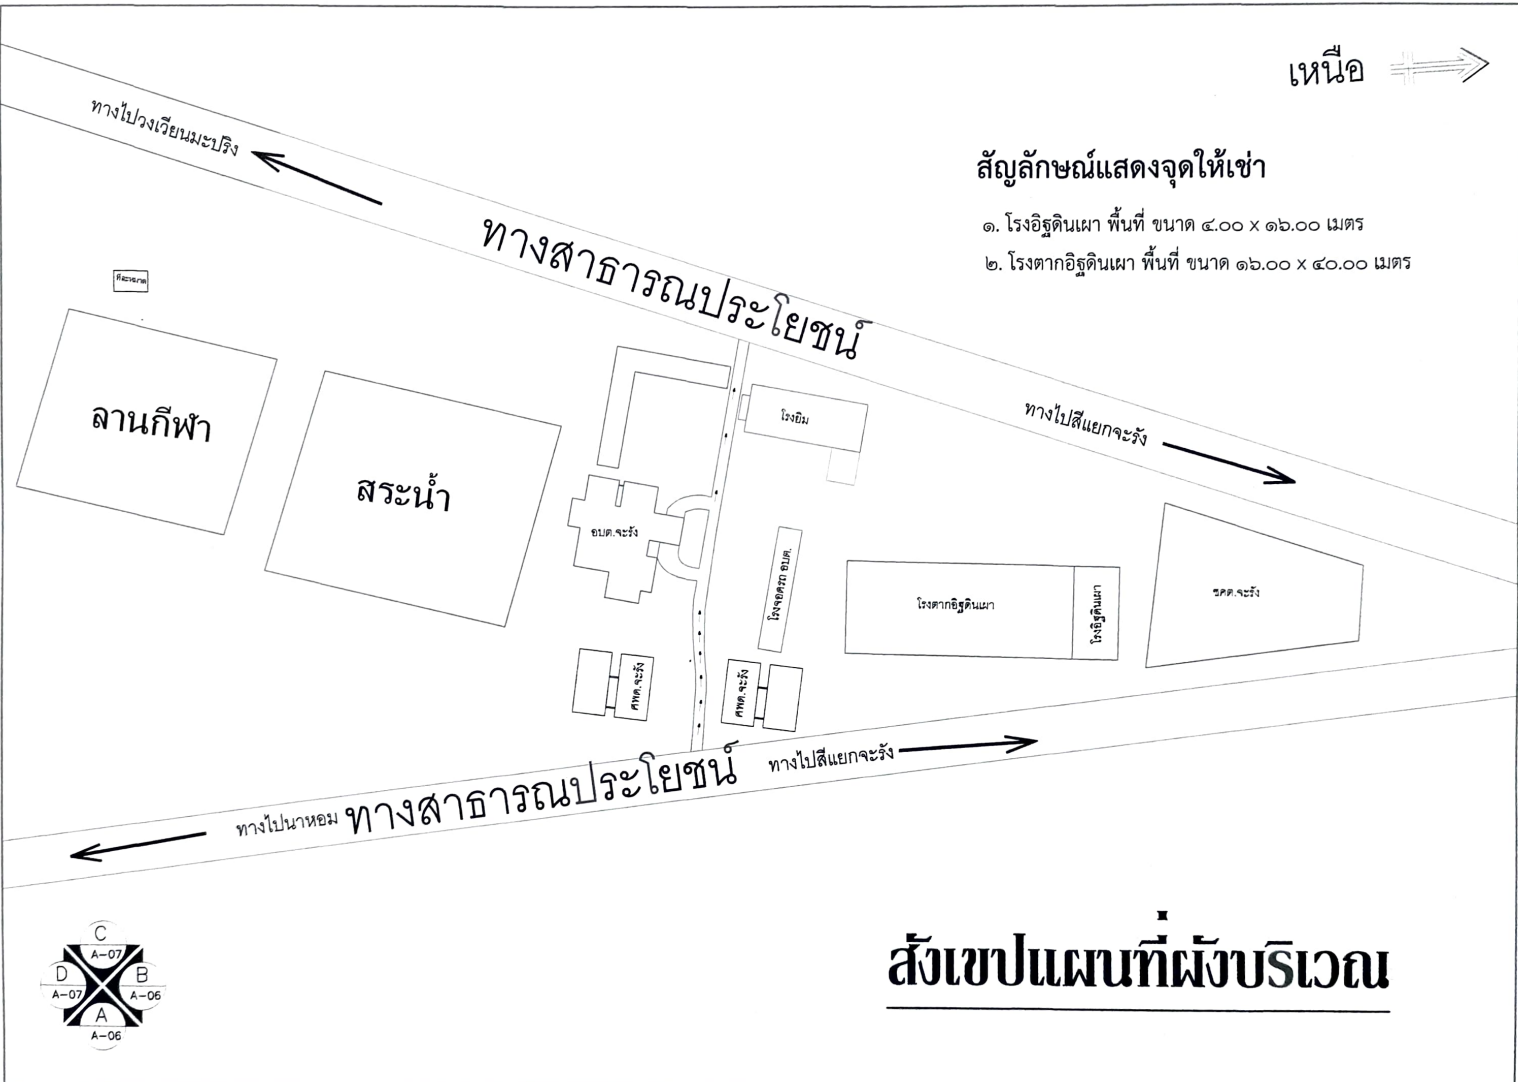 เหนือ
ทางไปวงเวียนมะปริง
สัญลักษณ์แสดงจุดให้เช่า
๑. โรงอิฐดินเผา พื้นที่ ขนาด ๔.๐๐ x ๑๖.๐๐ เมตร
๒. โรงตากอิฐดินเผา พื้นที่ ขนาด ๑๖.๐๐ x ๔๐.๐๐ เมตร
ทางสาธารณประโยชน์
ทางไปสี่แยกจะรัง
ลานกีฬา
สระน้ำ
โรงยิม
อบต.จะรัง
โรงจอดรถ อบต.
โรงตากอิฐดินเผา
โรงอิฐดินเผา
รคต.จะรัง
ศพด.จะรัง
ศพด.จะรัง
ทางไปนาหอม
ทางสาธารณประโยชน์
ทางไปสี่แยกจะรัง
C
A-07
D
A-07
B
A-06
A
A-06
สังเขปแผนที่ผังบริเวณ